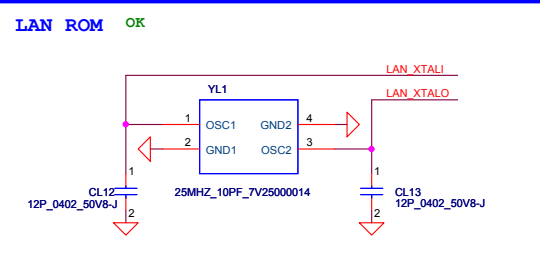 LAN ROM OK
LAN_XTALI
LAN_XTALO
YL1
1 OSC1 GND2 4
2 GND1 OSC2 3
1 1
CL12 25MHZ_10PF_7V25000014 CL13
12P_0402_50V8-J 12P_0402_50V8-J
2 2